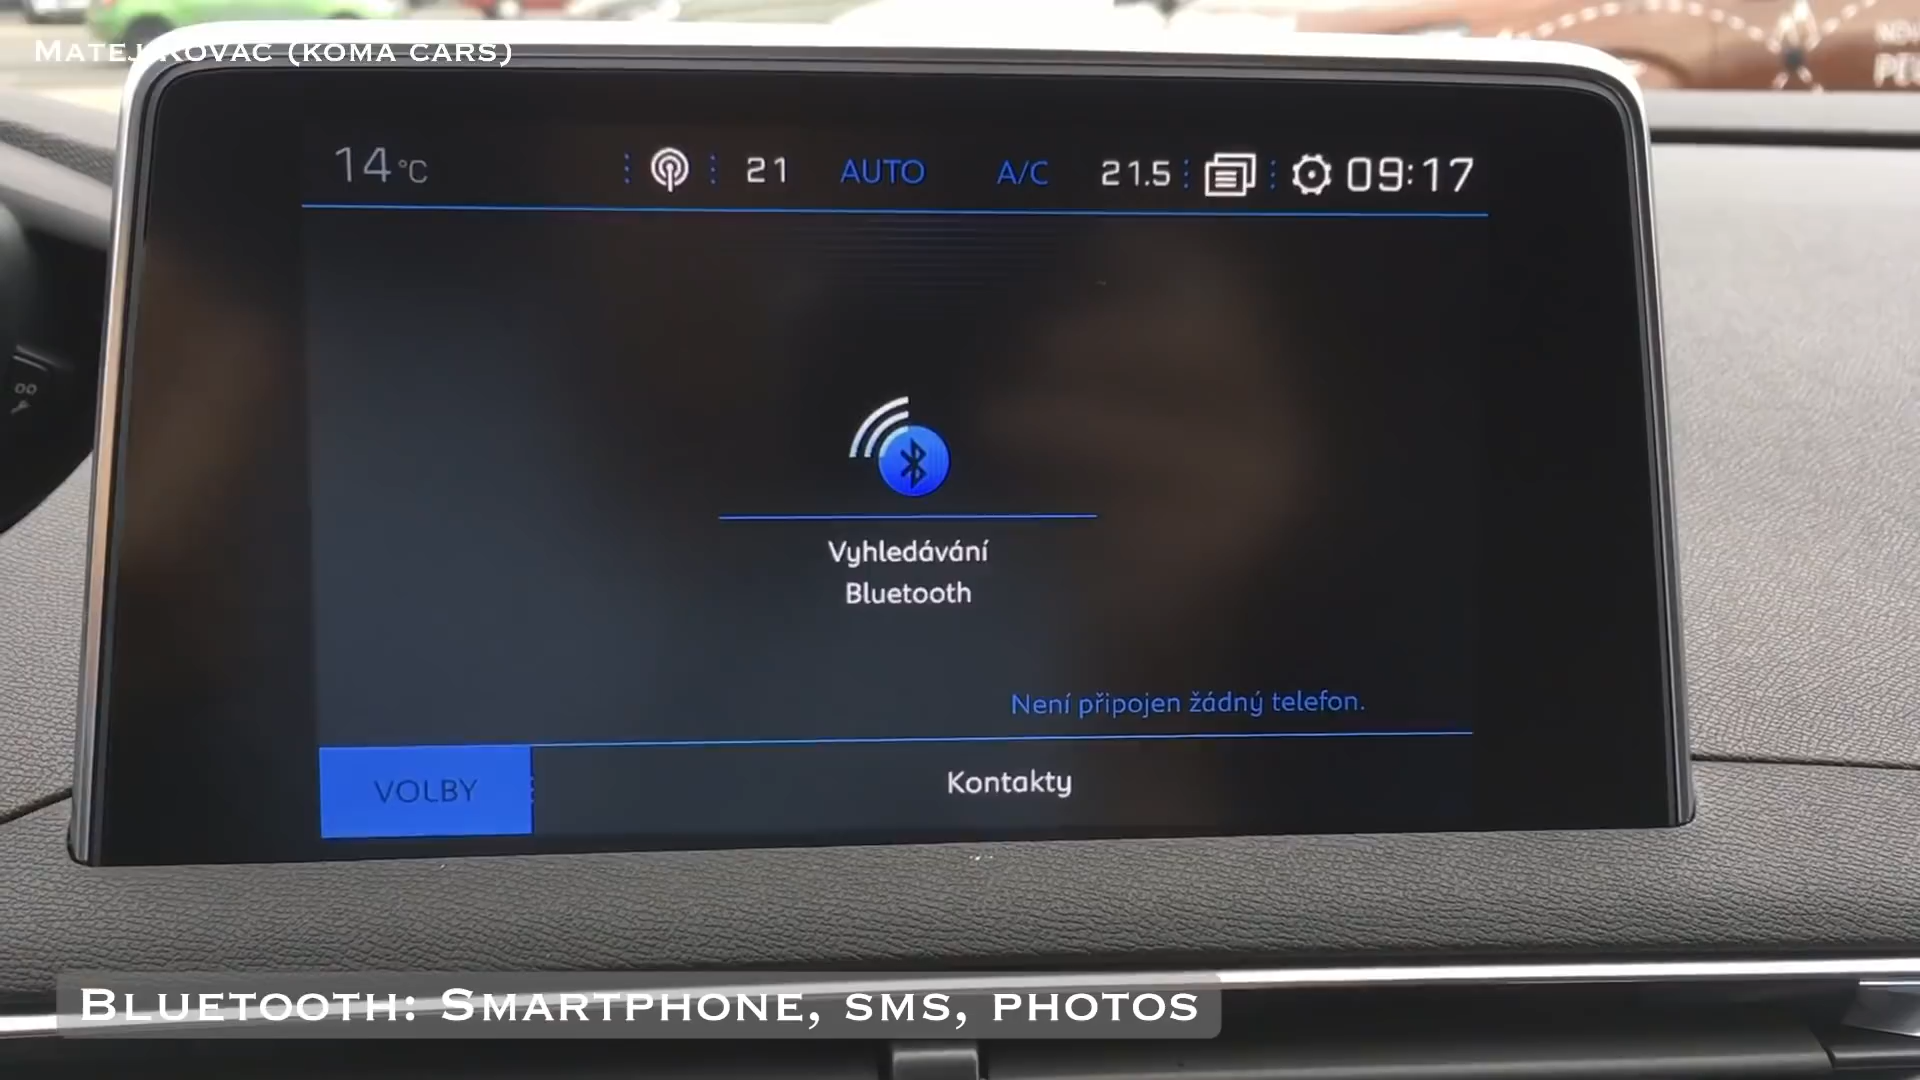 MATEJ KOVAC (KOMA CARS)
14°C 21 AUTO A/C 21.5 09:17
Vyhledávání
Bluetooth
Není připojen žádný telefon.
VOLBY Kontakty
BLUETOOTH: SMARTPHONE, SMS, PHOTOS